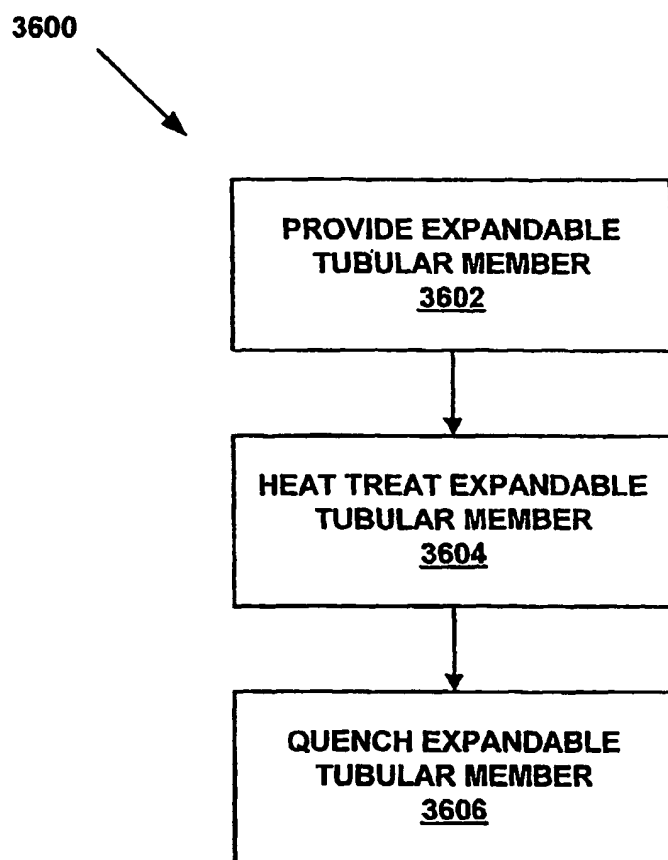 3600
PROVIDE EXPANDABLE
TUBULAR MEMBER
3602
HEAT TREAT EXPANDABLE
TUBULAR MEMBER
3604
QUENCH EXPANDABLE
TUBULAR MEMBER
3606